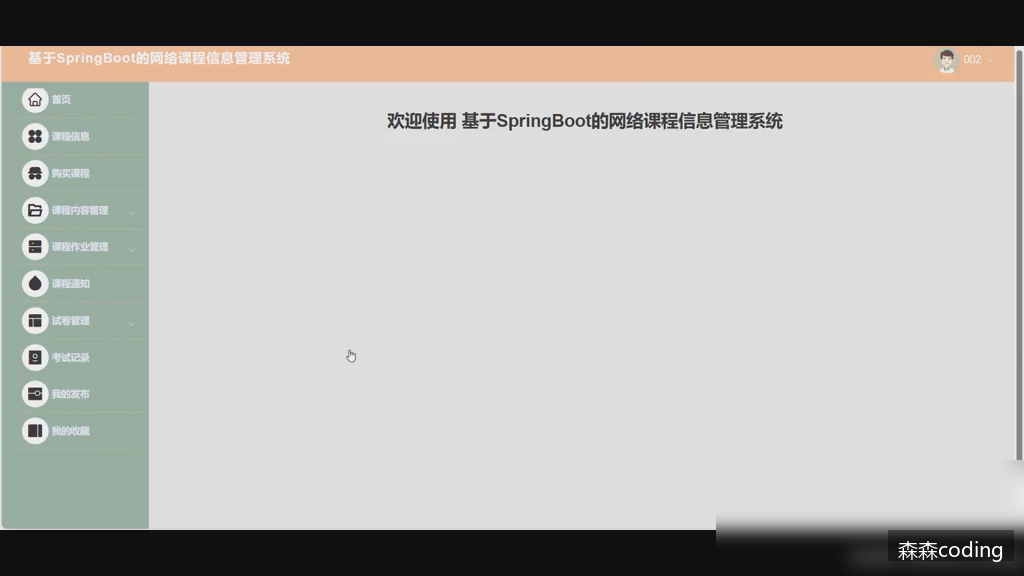 基于SpringBoot的网络课程信息管理系统
002
首页
课程信息
购买课程
课程内容管理
课程作业管理
课程通知
试卷管理
考试记录
我的发布
我的收藏
欢迎使用 基于SpringBoot的网络课程信息管理系统
森森coding